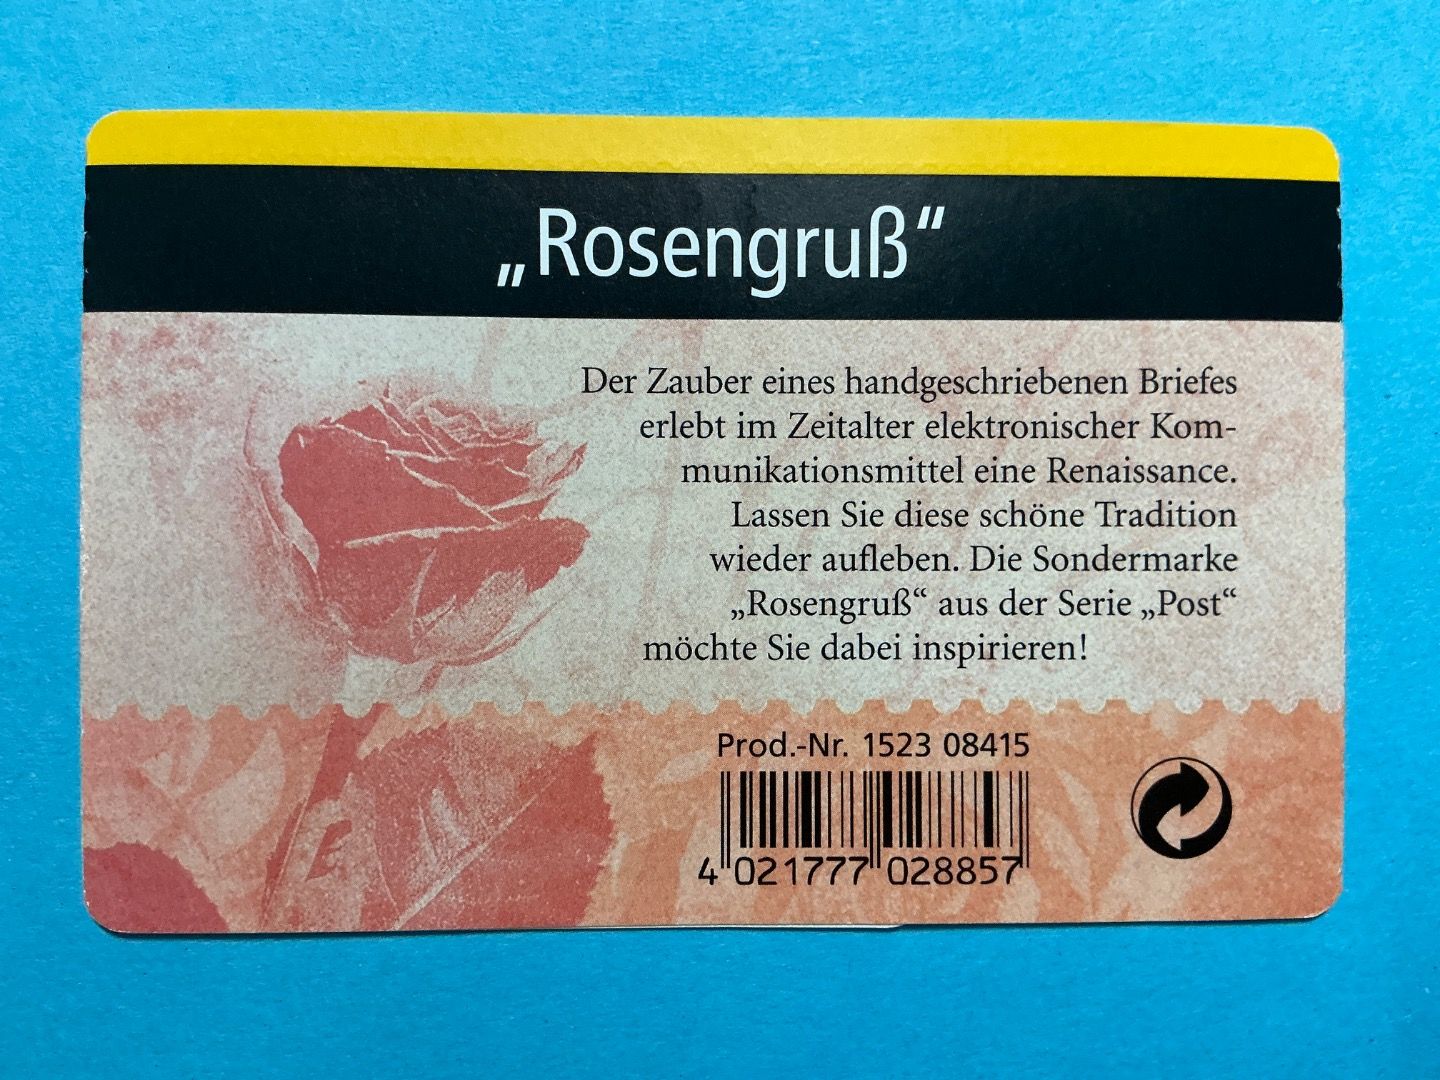 „Rosengruß“
Der Zauber eines handgeschriebenen Briefes
erlebt im Zeitalter elektronischer Kom-
munikationsmittel eine Renaissance.
Lassen Sie diese schöne Tradition
wieder aufleben. Die Sondermarke
„Rosengruß“ aus der Serie „Post“
möchte Sie dabei inspirieren!
Prod.-Nr. 1523 08415
4 021777 028857